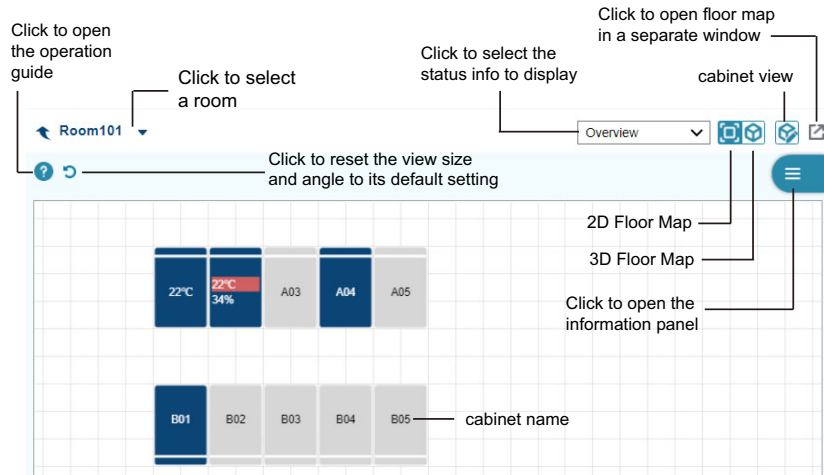 Click to open
the operation
guide
Click to select
a room
Click to select the
status info to display
Click to open floor map
in a separate window
cabinet view
Room101
Overview
?
Click to reset the view size
and angle to its default setting
2D Floor Map
3D Floor Map
Click to open the
information panel
22°C
22°C
34%
A03
A04
A05
B01
B02
B03
B04
B05
cabinet name